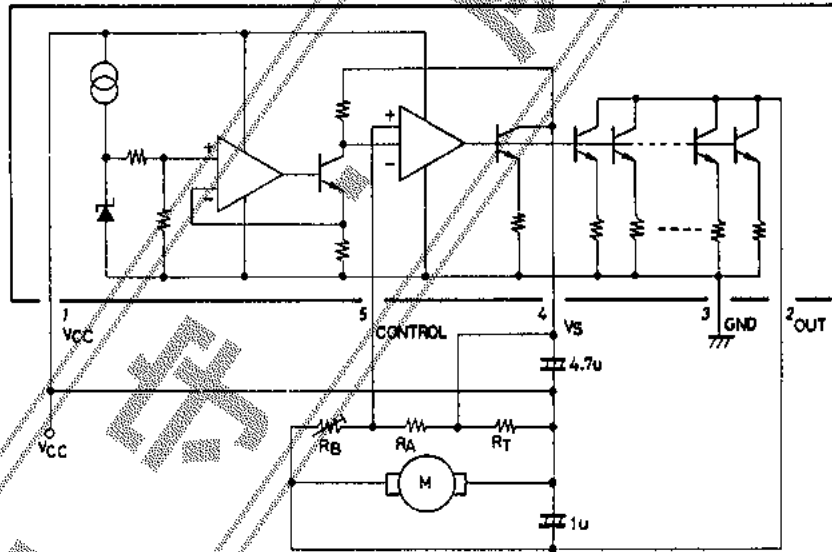 +
-
+
-
1
VCC
5
CONTROL
4
VS
3
GND
2
OUT
4.7u
VCC
RB
RA
RT
M
1u